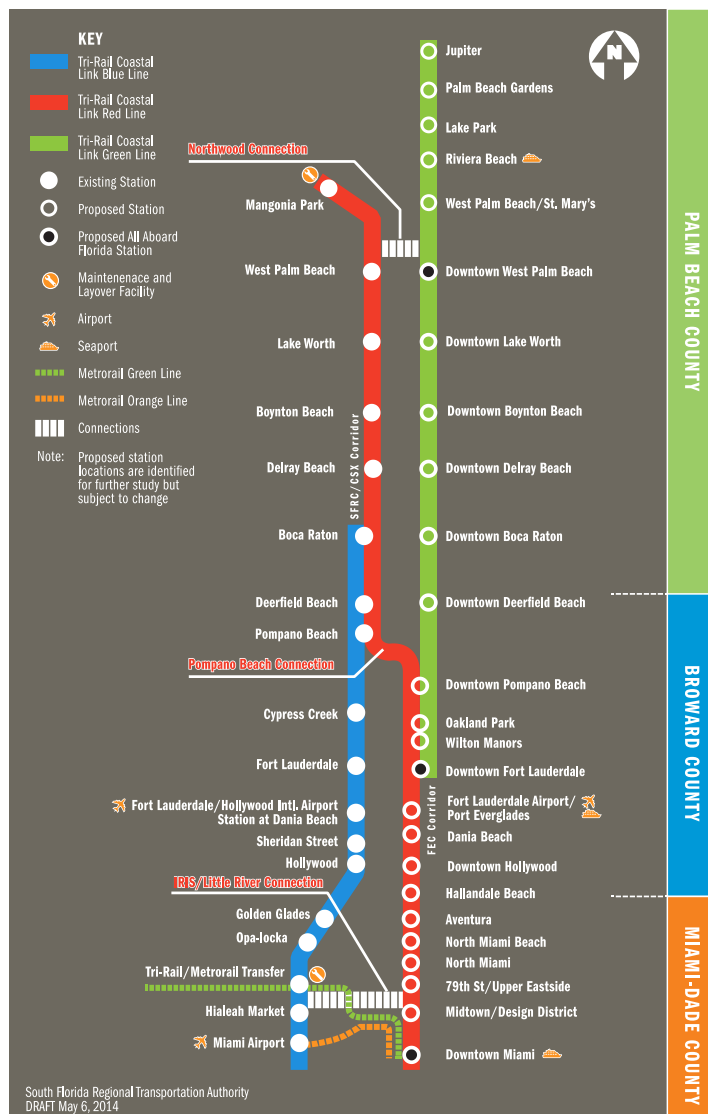 KEY
Tri-Rail Coastal
Link Blue Line
Tri-Rail Coastal
Link Red Line
Tri-Rail Coastal
Link Green Line
Existing Station
Proposed Station
Proposed All Aboard
Florida Station
Maintenenace and
Layover Facility
Airport
Seaport
Metrorail Green Line
Metrorail Orange Line
Connections
Note: Proposed station
locations are identified
for further study but
subject to change
N
Northwood Connection
Mangonia Park
West Palm Beach
Lake Worth
Boynton Beach
Delray Beach
SFRC/CSX Corridor
Boca Raton
Deerfield Beach
Pompano Beach
Pompano Beach Connection
Cypress Creek
Fort Lauderdale
Fort Lauderdale/Hollywood Intl. Airport
Station at Dania Beach
Sheridan Street
Hollywood
IRIS/Little River Connection
Golden Glades
Opa-locka
Tri-Rail/Metrorail Transfer
Hialeah Market
Miami Airport
Jupiter
Palm Beach Gardens
Lake Park
Riviera Beach
West Palm Beach/St. Mary's
Downtown West Palm Beach
Downtown Lake Worth
Downtown Boynton Beach
Downtown Delray Beach
Downtown Boca Raton
Downtown Deerfield Beach
Downtown Pompano Beach
Oakland Park
Wilton Manors
Downtown Fort Lauderdale
FEC Corridor
Fort Lauderdale Airport/
Port Everglades
Dania Beach
Downtown Hollywood
Hallandale Beach
Aventura
North Miami Beach
North Miami
79th St/Upper Eastside
Midtown/Design District
Downtown Miami
PALM BEACH COUNTY
BROWARD COUNTY
MIAMI-DADE COUNTY
South Florida Regional Transportation Authority
DRAFT May 6, 2014